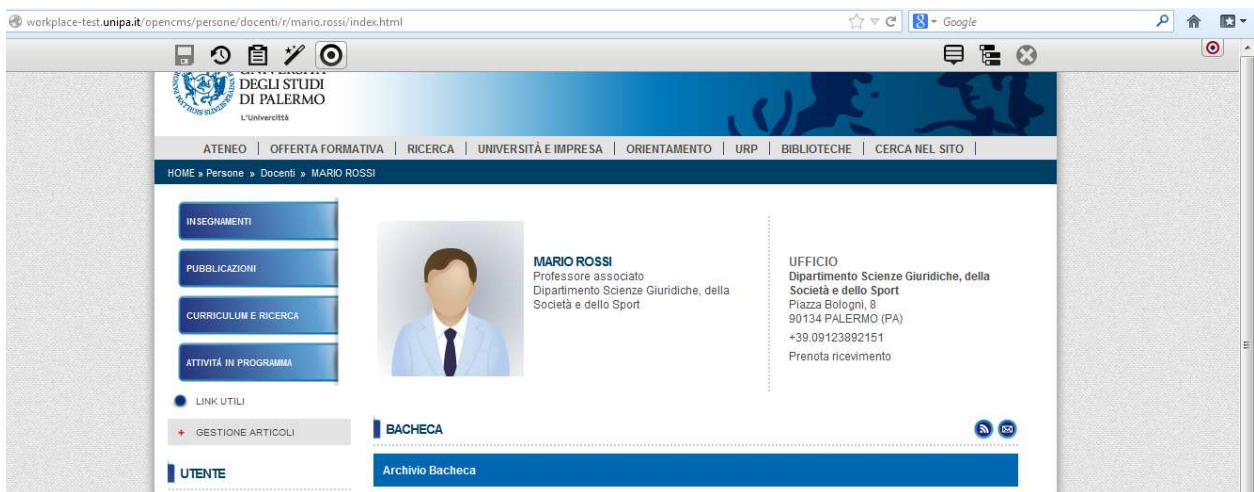 workplace-test.unipa.it/opencms/persone/docenti/r/mario.rossi/index.html
Google
UNIVERSITÀ
DEGLI STUDI
DI PALERMO
L'Univercittà
ATENEO | OFFERTA FORMATIVA | RICERCA | UNIVERSITÀ E IMPRESA | ORIENTAMENTO | URP | BIBLIOTECHE | CERCA NEL SITO |
HOME » Persone » Docenti » MARIO ROSSI
INSEGNAMENTI
PUBBLICAZIONI
CURRICULUM E RICERCA
ATTIVITÁ IN PROGRAMMA
LINK UTILI
+ GESTIONE ARTICOLI
UTENTE
MARIO ROSSI
Professore associato
Dipartimento Scienze Giuridiche, della
Società e dello Sport
UFFICIO
Dipartimento Scienze Giuridiche, della
Società e dello Sport
Piazza Bologni, 8
90134 PALERMO (PA)
+39.09123892151
Prenota ricevimento
BACHECA
Archivio Bacheca